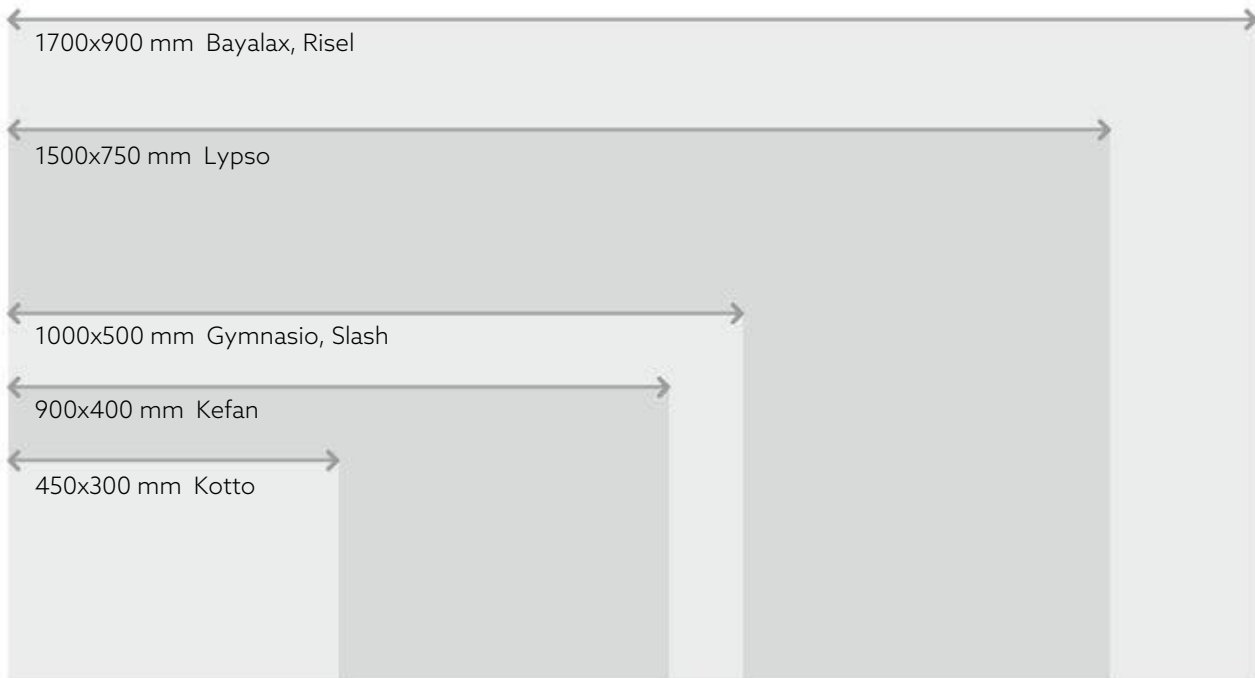 1700x900 mm  Bayalax, Risel
1500x750 mm  Lypso
1000x500 mm  Gymnasio, Slash
900x400 mm  Kefan
450x300 mm  Kotto